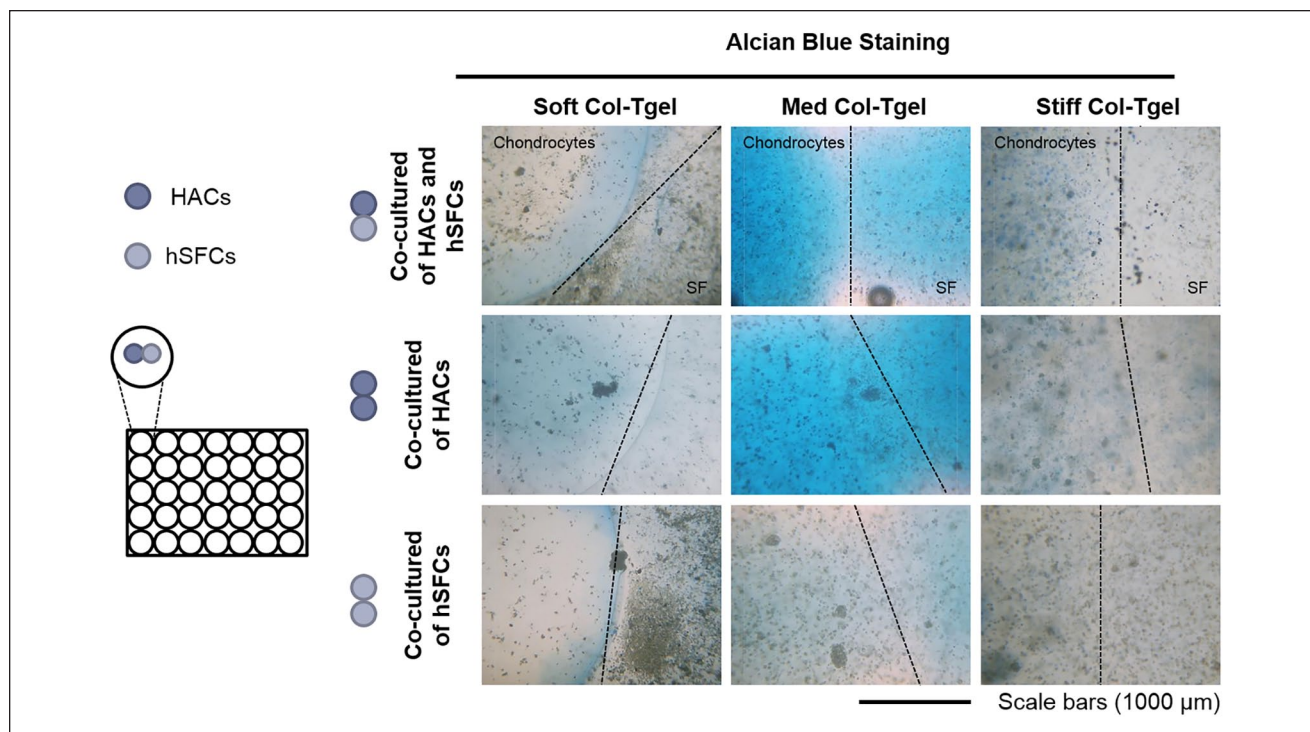 Alcian Blue Staining
Soft Col-Tgel
Med Col-Tgel
Stiff Col-Tgel
HACs
hSFCs
Co-cultured
of HACs and
hSFCs
Chondrocytes
SF
Chondrocytes
SF
Chondrocytes
SF
Co-cultured
of HACs
Co-cultured
of hSFCs
Scale bars (1000 µm)